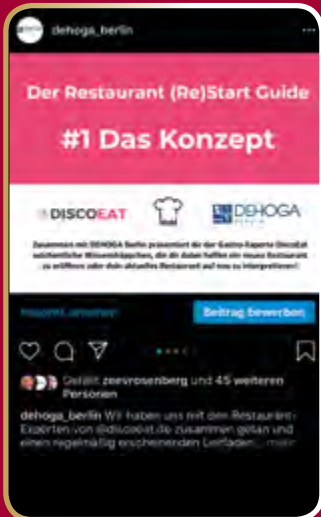 dehoga_berlin
Der Restaurant (Re)Start Guide
#1 Das Konzept
DISCOEAT
DEHOGA
Zusammen mit DEHOGA Berlin präsentiert dir der Gastro-Experte DiscoEat
wöchentliche Wissenshäppchen, die dir dabei helfen ein neues Restaurant
zu eröffnen oder dein aktuelles Restaurant auf neu zu interpretieren!
Insights ansehen
Beitrag bewerben
Gefällt zeevrosenberg und 45 weiteren
Personen
dehoga_berlin Wir haben uns mit den Restaurant-
Experten von @discoeat.de zusammen getan und
einen regelmäßig erscheinenden Leitfaden... mehr